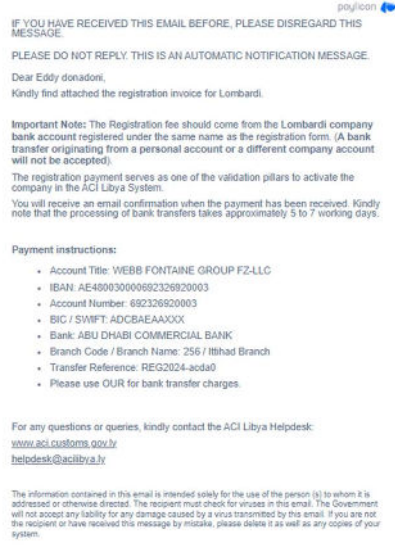 paylican
IF YOU HAVE RECEIVED THIS EMAIL BEFORE, PLEASE DISREGARD THIS
MESSAGE.
PLEASE DO NOT REPLY. THIS IS AN AUTOMATIC NOTIFICATION MESSAGE.
Dear Eddy donadoni,
Kindly find attached the registration invoice for Lombardi.
Important Note: The Registration fee should come from the Lombardi company
bank account registered under the same name as the registration form. (A bank
transfer originating from a personal account or a different company account
will not be accepted).
The registration payment serves as one of the validation pillars to activate the
company in the ACI Libya System.
You will receive an email confirmation when the payment has been received. Kindly
note that the processing of bank transfers takes approximately 5 to 7 working days.
Payment instructions:
• Account Title: WEBB FONTAINE GROUP FZ-LLC
• IBAN: AE480030000692326920003
• Account Number: 692326920003
• BIC / SWIFT: ADCBAEAAXXX
• Bank: ABU DHABI COMMERCIAL BANK
• Branch Code / Branch Name: 256 / Ittihad Branch
• Transfer Reference: REG2024-acda0
• Please use OUR for bank transfer charges.
For any questions or queries, kindly contact the ACI Libya Helpdesk:
www.aci.customs.gov.ly
helpdesk@acilibya.ly
The information contained in this email is intended solely for the use of the person (s) to whom it is
addressed or otherwise directed. The recipient must check for viruses in this email. The Government
will not accept any liability for any damage caused by a virus transmitted by this email. If you are not
the recipient or have received this message by mistake, please delete it as well as any copies of your
system.